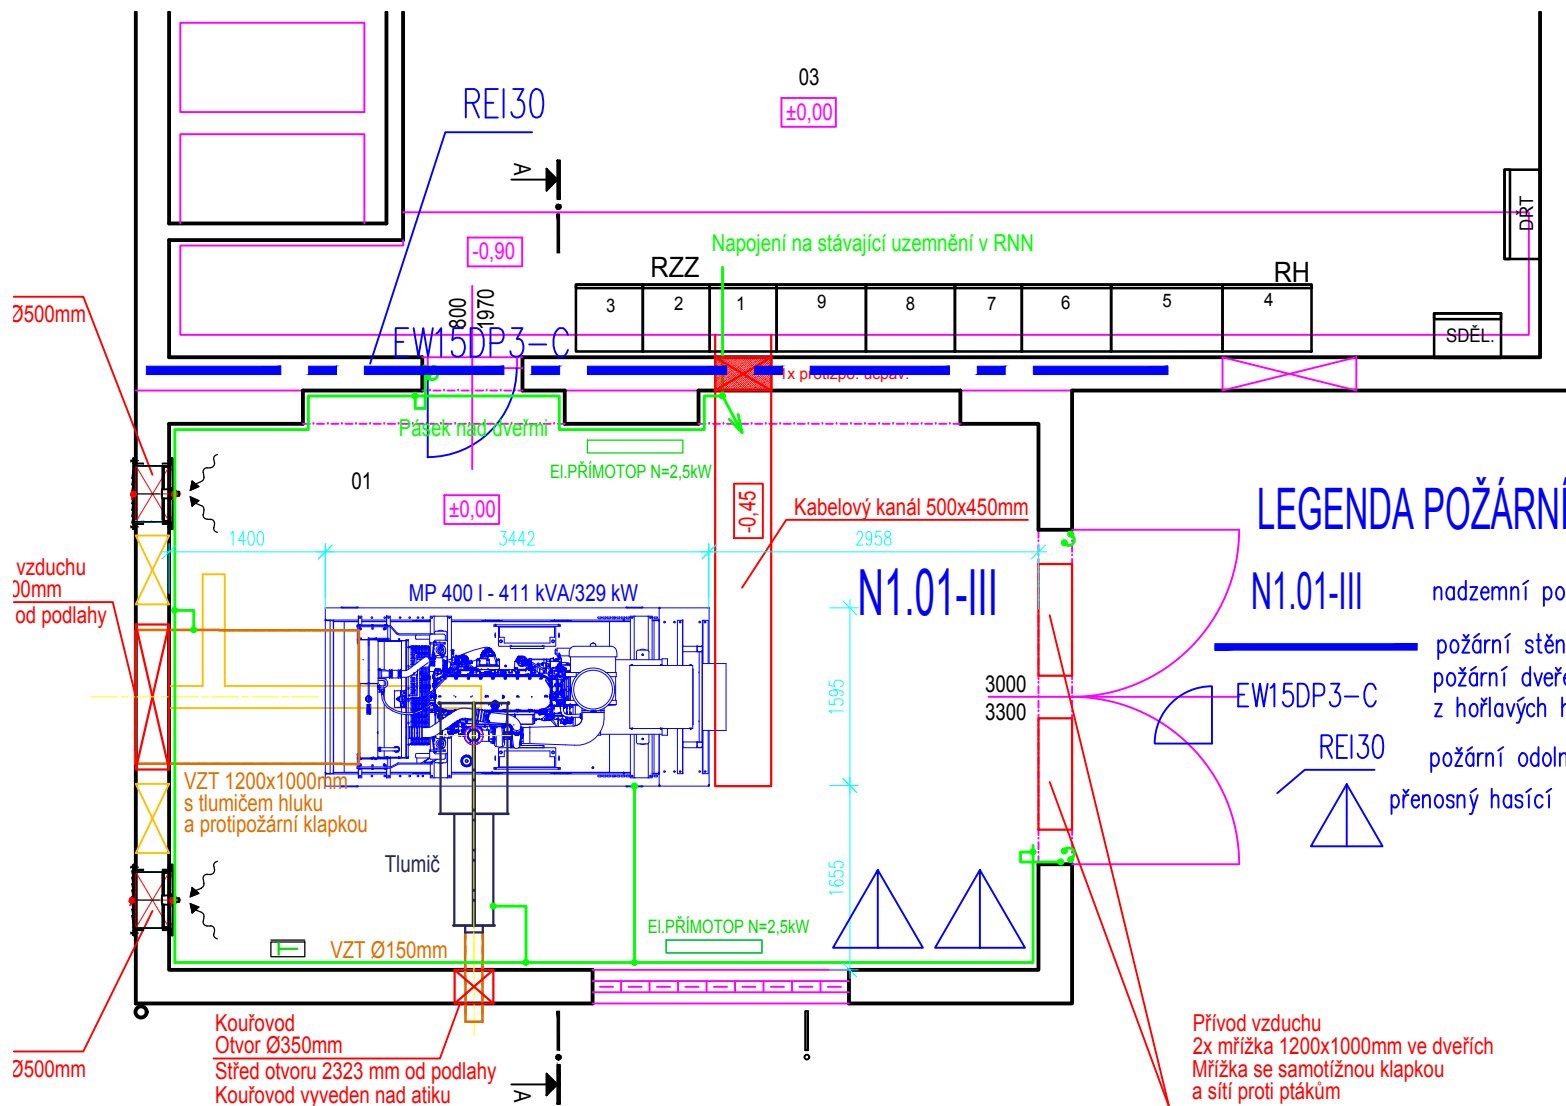 03
±0,00
REI30
A
DŘT
-0,90
Napojení na stávající uzemnění v RNN
RZZ
RH
3
2
1
9
8
7
6
5
4
Ø500mm
800
1970
EW15DP3-C
SDĚL.
1x protizpo. ucpáv.
Pásek nad dveřmi
El.PŘÍMOTOP N=2,5kW
01
±0,00
-0,45
Kabelový kanál 500x450mm
LEGENDA POŽÁRNÍ
1400
3442
2958
vzduchu
00mm
od podlahy
MP 400 I - 411 kVA/329 kW
N1.01-III
N1.01-III
nadzemní po
požární stěn
požární dveře
z hořlavých h
EW15DP3-C
3000
3300
1595
REI30
požární odoln
přenosný hasící
VZT 1200x1000mm
s tlumičem hluku
a protipožární klapkou
Tlumič
1655
El.PŘÍMOTOP N=2,5kW
VZT Ø150mm
Kouřovod
Otvor Ø350mm
Střed otvoru 2323 mm od podlahy
Kouřovod vyveden nad atiku
Ø500mm
A
Přívod vzduchu
2x mřížka 1200x1000mm ve dveřích
Mřížka se samotížnou klapkou
a sítí proti ptákům